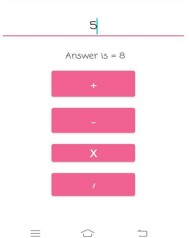 5
Answer is = 8
+
-
X
/